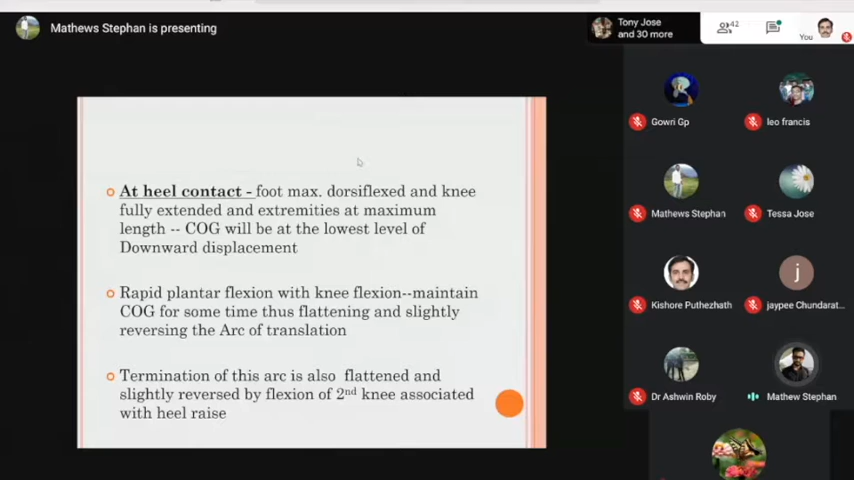 Mathews Stephan is presenting
Tony Jose
and 30 more
42
You
At heel contact - foot max. dorsiflexed and knee
fully extended and extremities at maximum
length -- COG will be at the lowest level of
Downward displacement
Rapid plantar flexion with knee flexion--maintain
COG for some time thus flattening and slightly
reversing the Arc of translation
Termination of this arc is also flattened and
slightly reversed by flexion of 2nd knee associated
with heel raise
Gowri Gp
leo francis
Mathews Stephan
Tessa Jose
Kishore Puthezhath
j
jaypee Chundarat...
Dr Ashwin Roby
Mathew Stephan